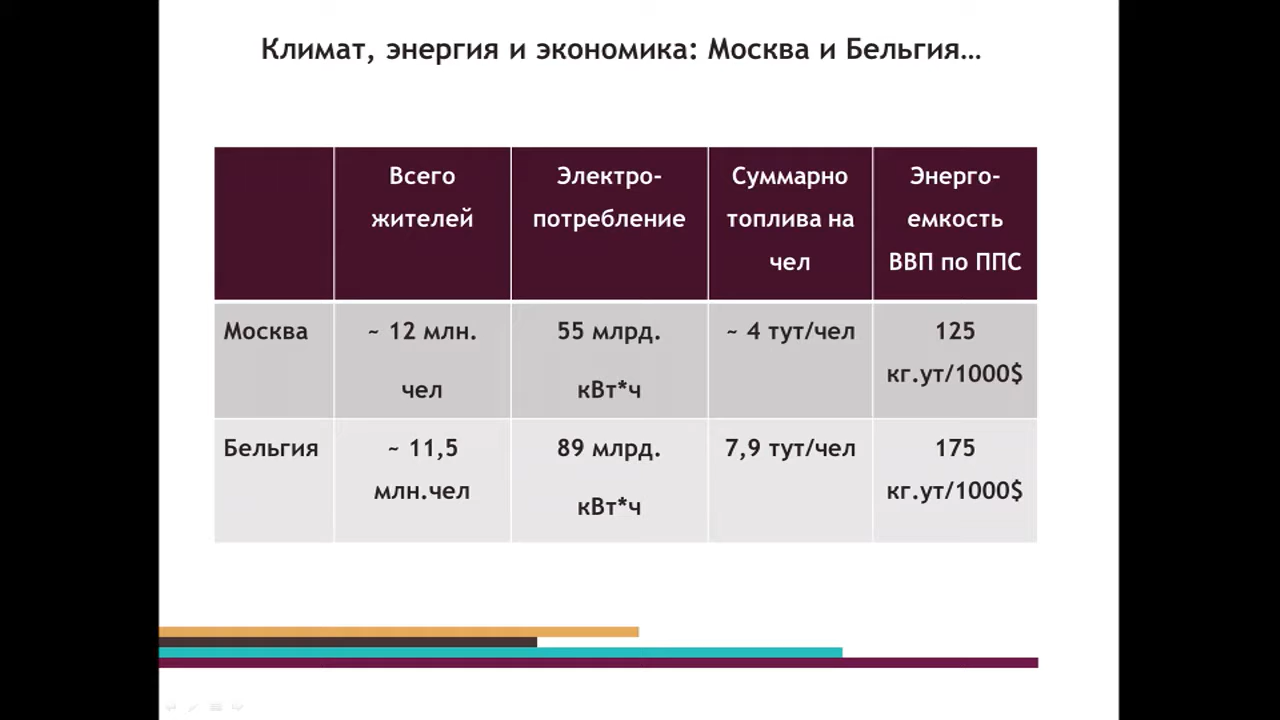 Климат, энергия и экономика: Москва и Бельгия…
Всего
жителей
Электро-
потребление
Суммарно
топлива на
чел
Энерго-
емкость
ВВП по ППС
Москва
~ 12 млн.
чел
55 млрд.
кВт*ч
~ 4 тут/чел
125
кг.ут/1000$
Бельгия
~ 11,5
млн.чел
89 млрд.
кВт*ч
7,9 тут/чел
175
кг.ут/1000$